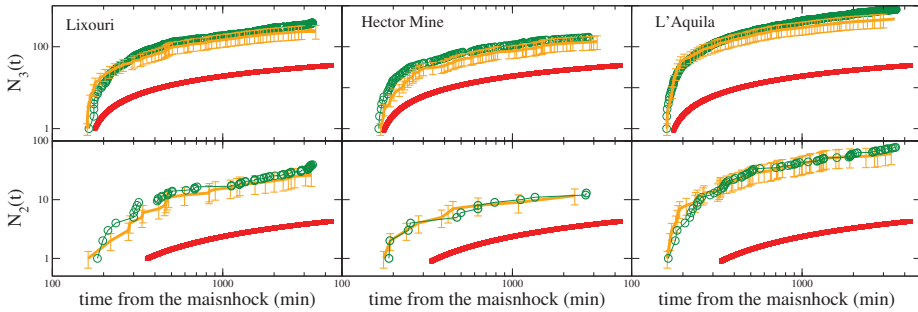 Lixouri
Hector Mine
L'Aquila
N3(t)
100
1
N2(t)
100
10
1
100
1000
100
1000
100
1000
time from the maisnhock (min)
time from the maisnhock (min)
time from the maisnhock (min)